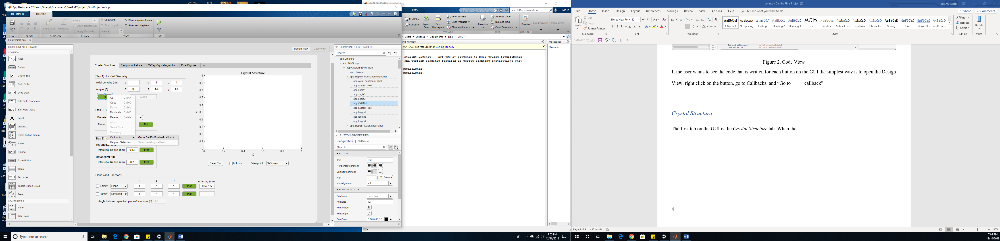 App Designer - C:\Users\Olsenjd\Documents\Dee\EMS\project\FinalProject.mlapp
DESIGNER
CANVAS
Save
Same Size
Grouping
Evenly
Apply Horizontally
Apply Vertically
Show grid
Snap to grid
Interval
Show alignment hints
Show resizing hints
Run
FILE
ALIGN
ARRANGE
SPACE
VIEW
RUN
FinalProject.mla...
COMPONENT LIBRARY
COMMON
Axes
Button
Check Box
Date Picker
Drop Down
Edit Field (Numeric)
Edit Field (Text)
Label
List Box
Radio Button Group
Slider
Spinner
State Button
Table
Text Area
Toggle Button Group
Tree
CONTAINERS
Panel
Tab Group
Design View
Code View
Crystal Structure
Reciprocal Lattice
X-Ray Crystallography
Pole Figures
Step 1) Unit Cell Geometry
Axial Lengths (nm) a 1 b 1 c 1
Angles (°) α 90 ß 90 γ 90
Cubic
Step 2) B
Bravais
Atomic
Plot
Cut Ctrl+X
Copy Ctrl+C
Paste Ctrl+V
Duplicate Ctrl+D
Delete Delete
Align
Same Size
Grouping
Callbacks
Help on Selection
Go to CellPlotPushed callback
Select existing callback...
Step 3) In
Interstitial Radius (nm) 0.13 Plot
Octahedral Site
Interstitial Radius (nm) 0.2 Plot
Crystal Structure
1
0.9
0.8
0.7
0.6
0.5
0.4
0.3
0.2
0.1
0
Y
0 0.2 0.4 0.6 0.8 1
X
Clear Plot
hold on
Viewpoint
3-D view
Planes and Directions
h k l d-spacing (nm)
Family Plane 1 1 1 Plot 0.57735
Family Direction 1 1 1 Plot -
Angle between specified planes/directions (°): 90
COMPONENT BROWSER
Search
app.UIFigure
app.TabGroup
app.CrystalStructureTab
app.UIAxes
app.Step1UnitCellGeometryPanel
app.AxialLengthsnmLabel
app.AnglesLabel
app.angle1
app.angle2
app.angle3
app.CellPlot
app.SystemType
app.length1
app.length3
app.length2
app.Step2BravaisLatticePanel
BUTTON PROPERTIES
Configuration | Callbacks
Search
BUTTON
Text Plot
HorizontalAlignment
VerticalAlignment
Icon Browse
IconAlignment left
FONT AND COLOR
FontName Helvetica
FontSize 12
FontWeight B
FontAngle I
FontColor 0.00,0.00,0.0
MATLAB R2018b - student use
APPS
Search Documentation
Sign In
Find Files
Compare
Import Data
Save Workspace
New Variable
Open Variable
Clear Workspace
Favorites
Analyze Code
Run and Time
Clear Commands
Simulink
ENVIRONMENT
RESOURCES
VARIABLE
CODE
SIMULINK
Users Olsenjd Documents Dee EMS
and Window
MATLAB? See resources for Getting Started.
Student License -- for use by students to meet course requirements
and perform academic research at degree granting institutions only.
appdesigner
appdesigner
Workspace
Name
Type here to search
7:05 PM
12/10/2018
Johnson Deirdre Final Project (2)
Jeremy Olsen
File Home Insert Design Layout References Mailings Review View Add-ins Help Tell me what you want to do
Share
Comments
Paste
Cut
Copy
Format Painter
Times New Ro 12
Clipboard
Font
Paragraph
Normal
No Spacing
Heading 1
Heading 2
Heading 3
Title
Subtitle
Subtle Em...
Emphasis
Intense E...
Strong
Quote
Intense Q...
Subtle Ref...
Styles
Find
Replace
Select
Editing
Dictate
Voice
AutoSave Off
TetrahedralSiteLabel matlab.ui.control.Label
ClearPlotButton matlab.ui.control.Button
Figure 2. Code View
If the user wants to see the code that is written for each button on the GUI the simplest way is to open the Design
View, right click on the button, go to Callbacks, and “Go to _____callback”
Crystal Structure
The first tab on the GUI is the Crystal Structure tab. When the
4
Page 5 of 9 498 words
140%
7:05 PM
12/10/2018